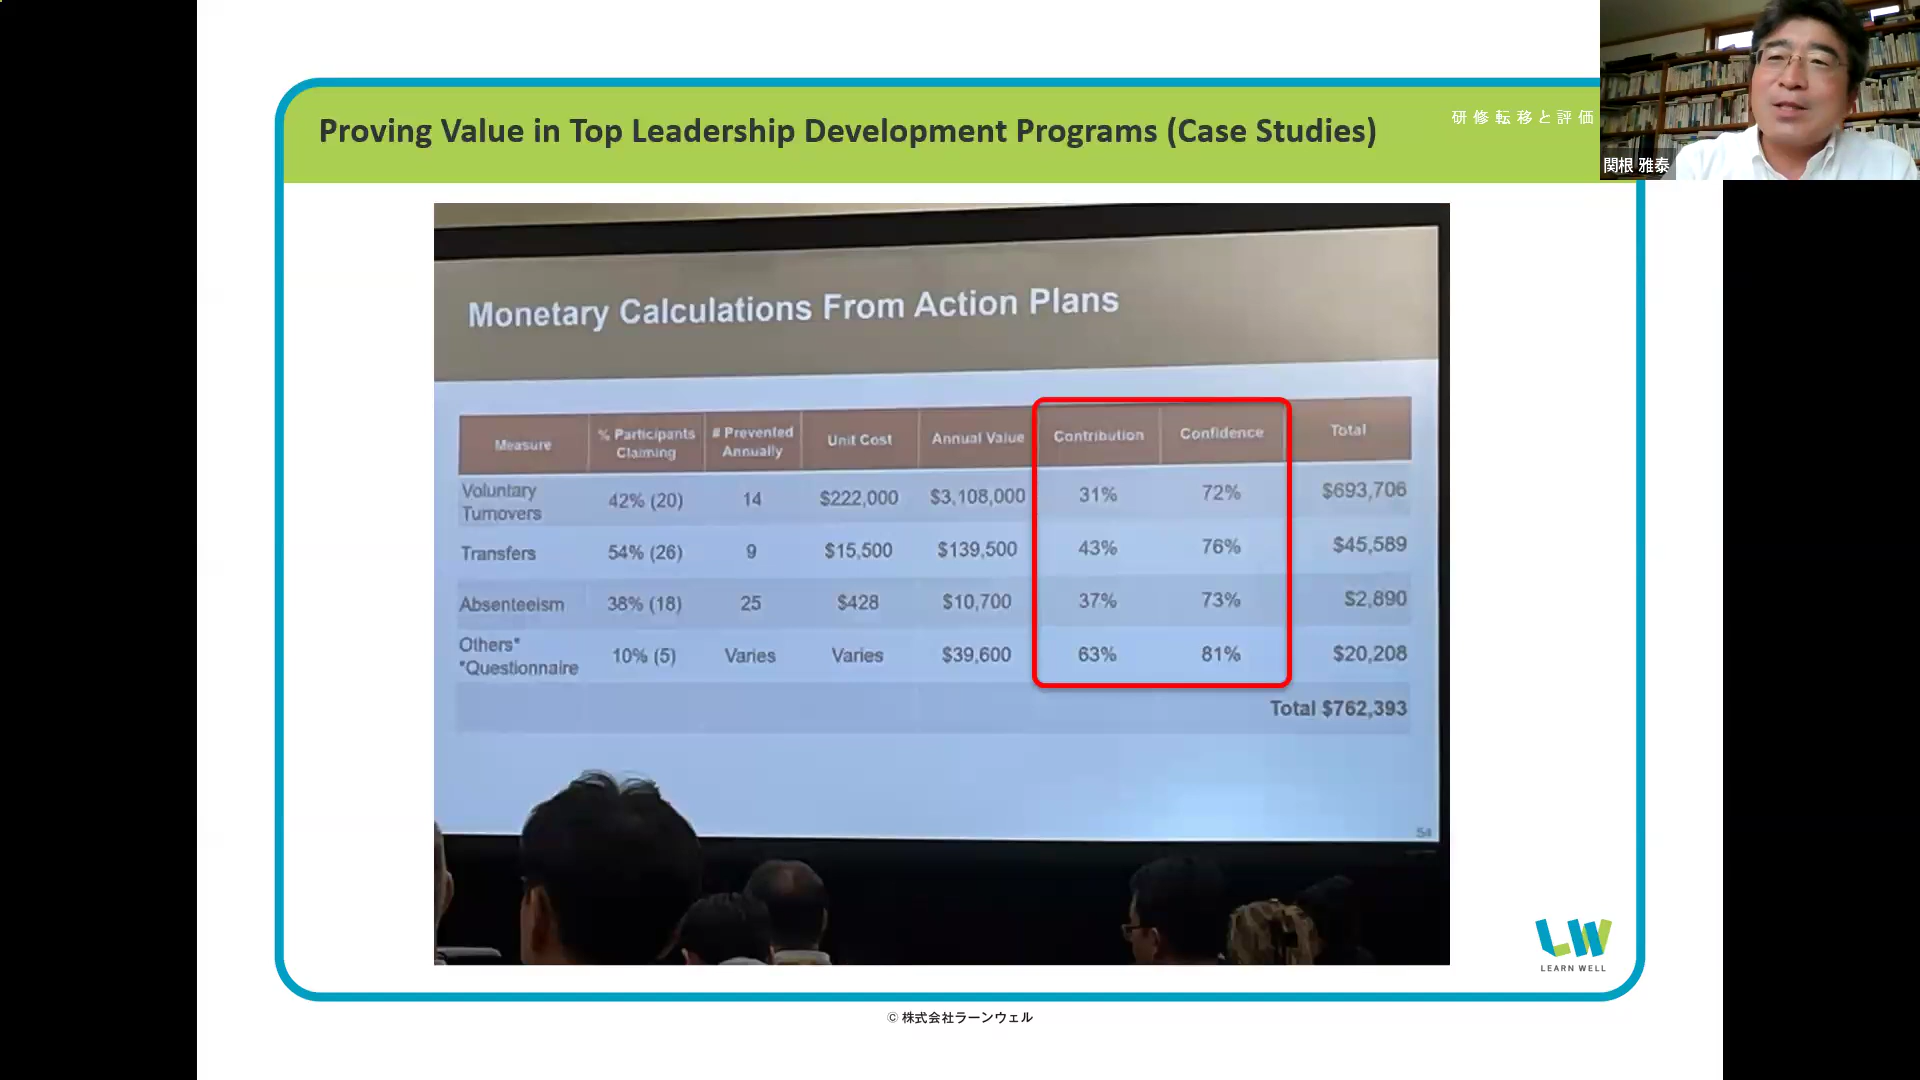 Proving Value in Top Leadership Development Programs (Case Studies)
研修転移と評価
関根 雅泰
Monetary Calculations From Action Plans
Measure
% Participants Claiming
# Prevented Annually
Unit Cost
Annual Value
Contribution
Confidence
Total
Voluntary Turnovers
42% (20)
14
$222,000
$3,108,000
31%
72%
$693,706
Transfers
54% (26)
9
$15,500
$139,500
43%
76%
$45,589
Absenteeism
38% (18)
25
$428
$10,700
37%
73%
$2,890
Others*
*Questionnaire
10% (5)
Varies
Varies
$39,600
63%
81%
$20,208
Total $762,393
54
LW
LEARN WELL
© 株式会社ラーンウェル